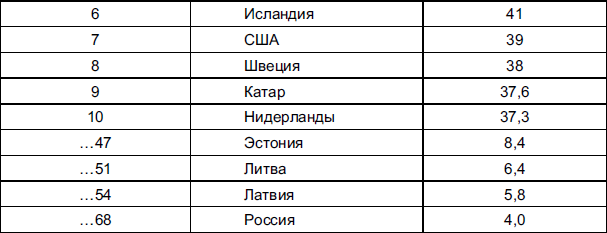 6 Исландия 41
7 США 39
8 Швеция 38
9 Катар 37,6
10 Нидерланды 37,3
…47 Эстония 8,4
…51 Литва 6,4
…54 Латвия 5,8
…68 Россия 4,0